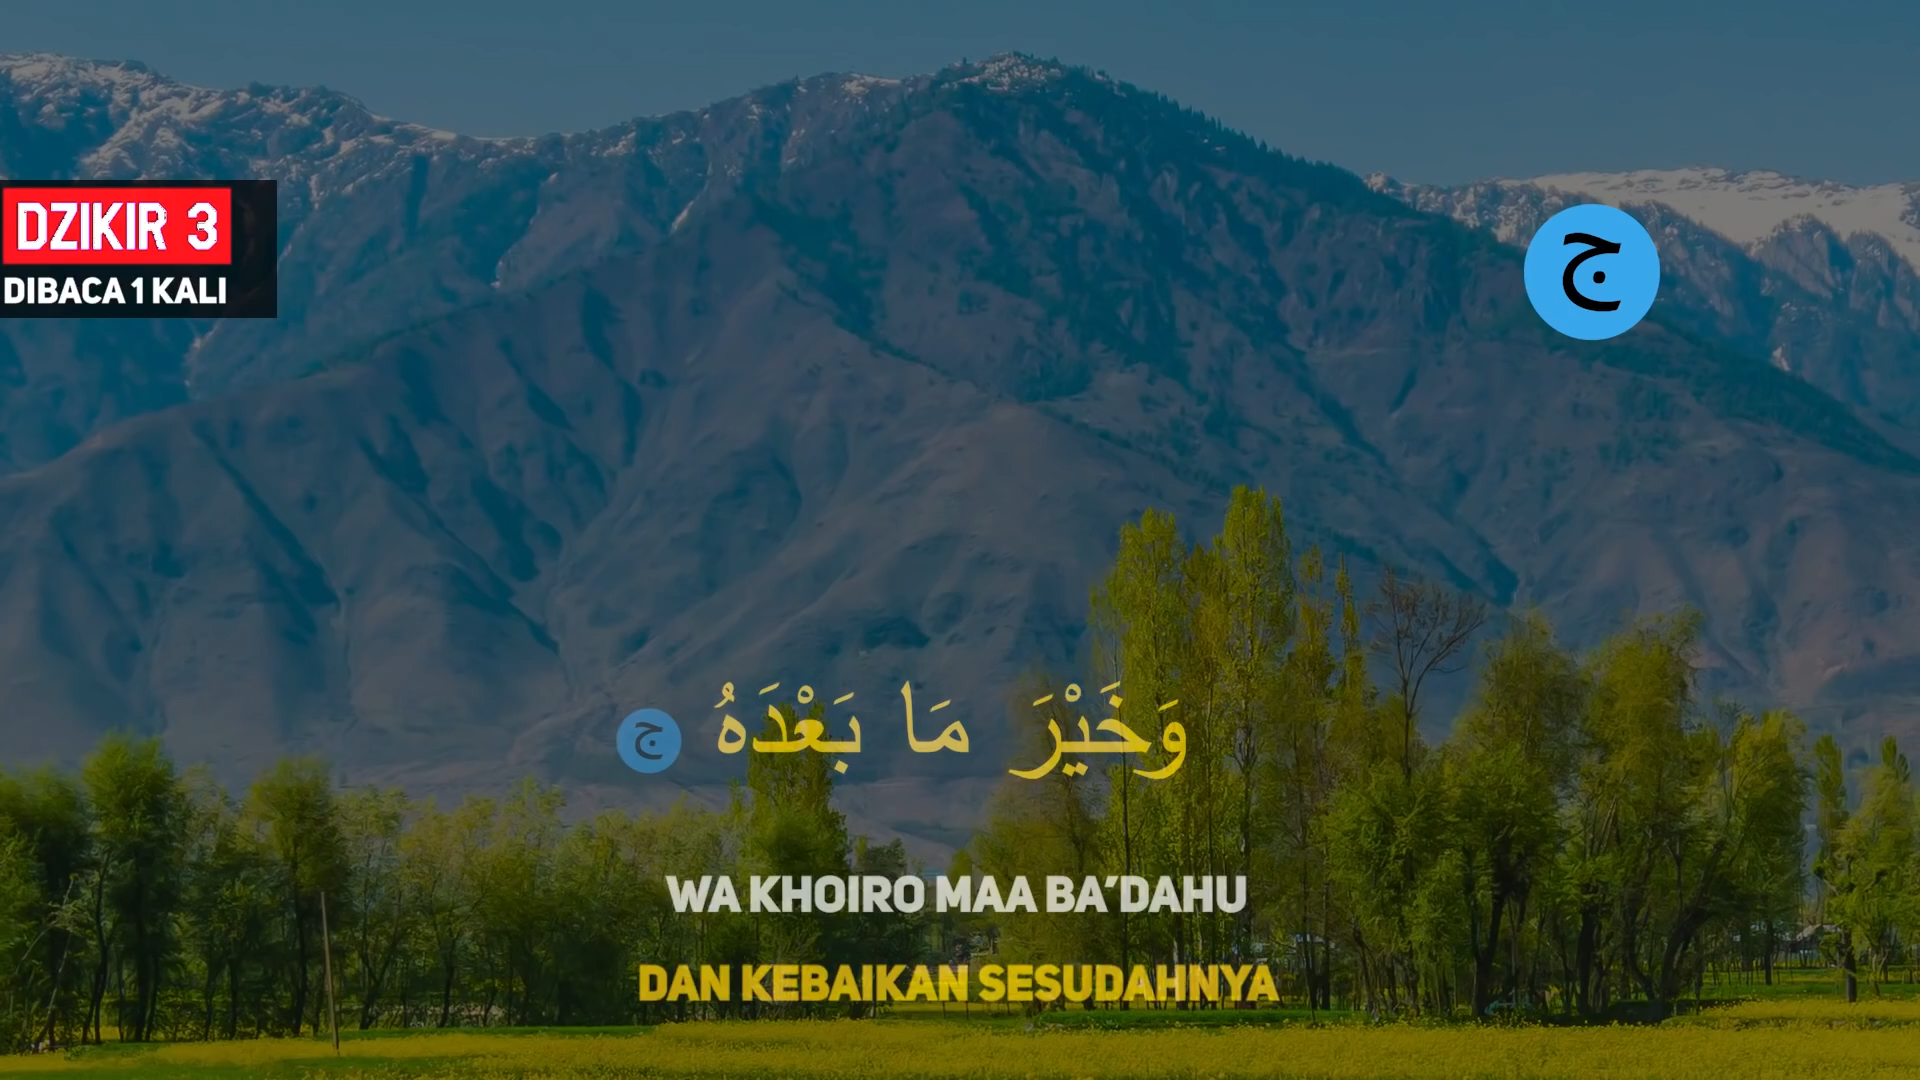 DZIKIR 3
DIBACA 1 KALI
ج
وَخَيْرَ مَا بَعْدَهُ ج
WA KHOIRO MAA BA'DAHU
DAN KEBAIKAN SESUDAHNYA